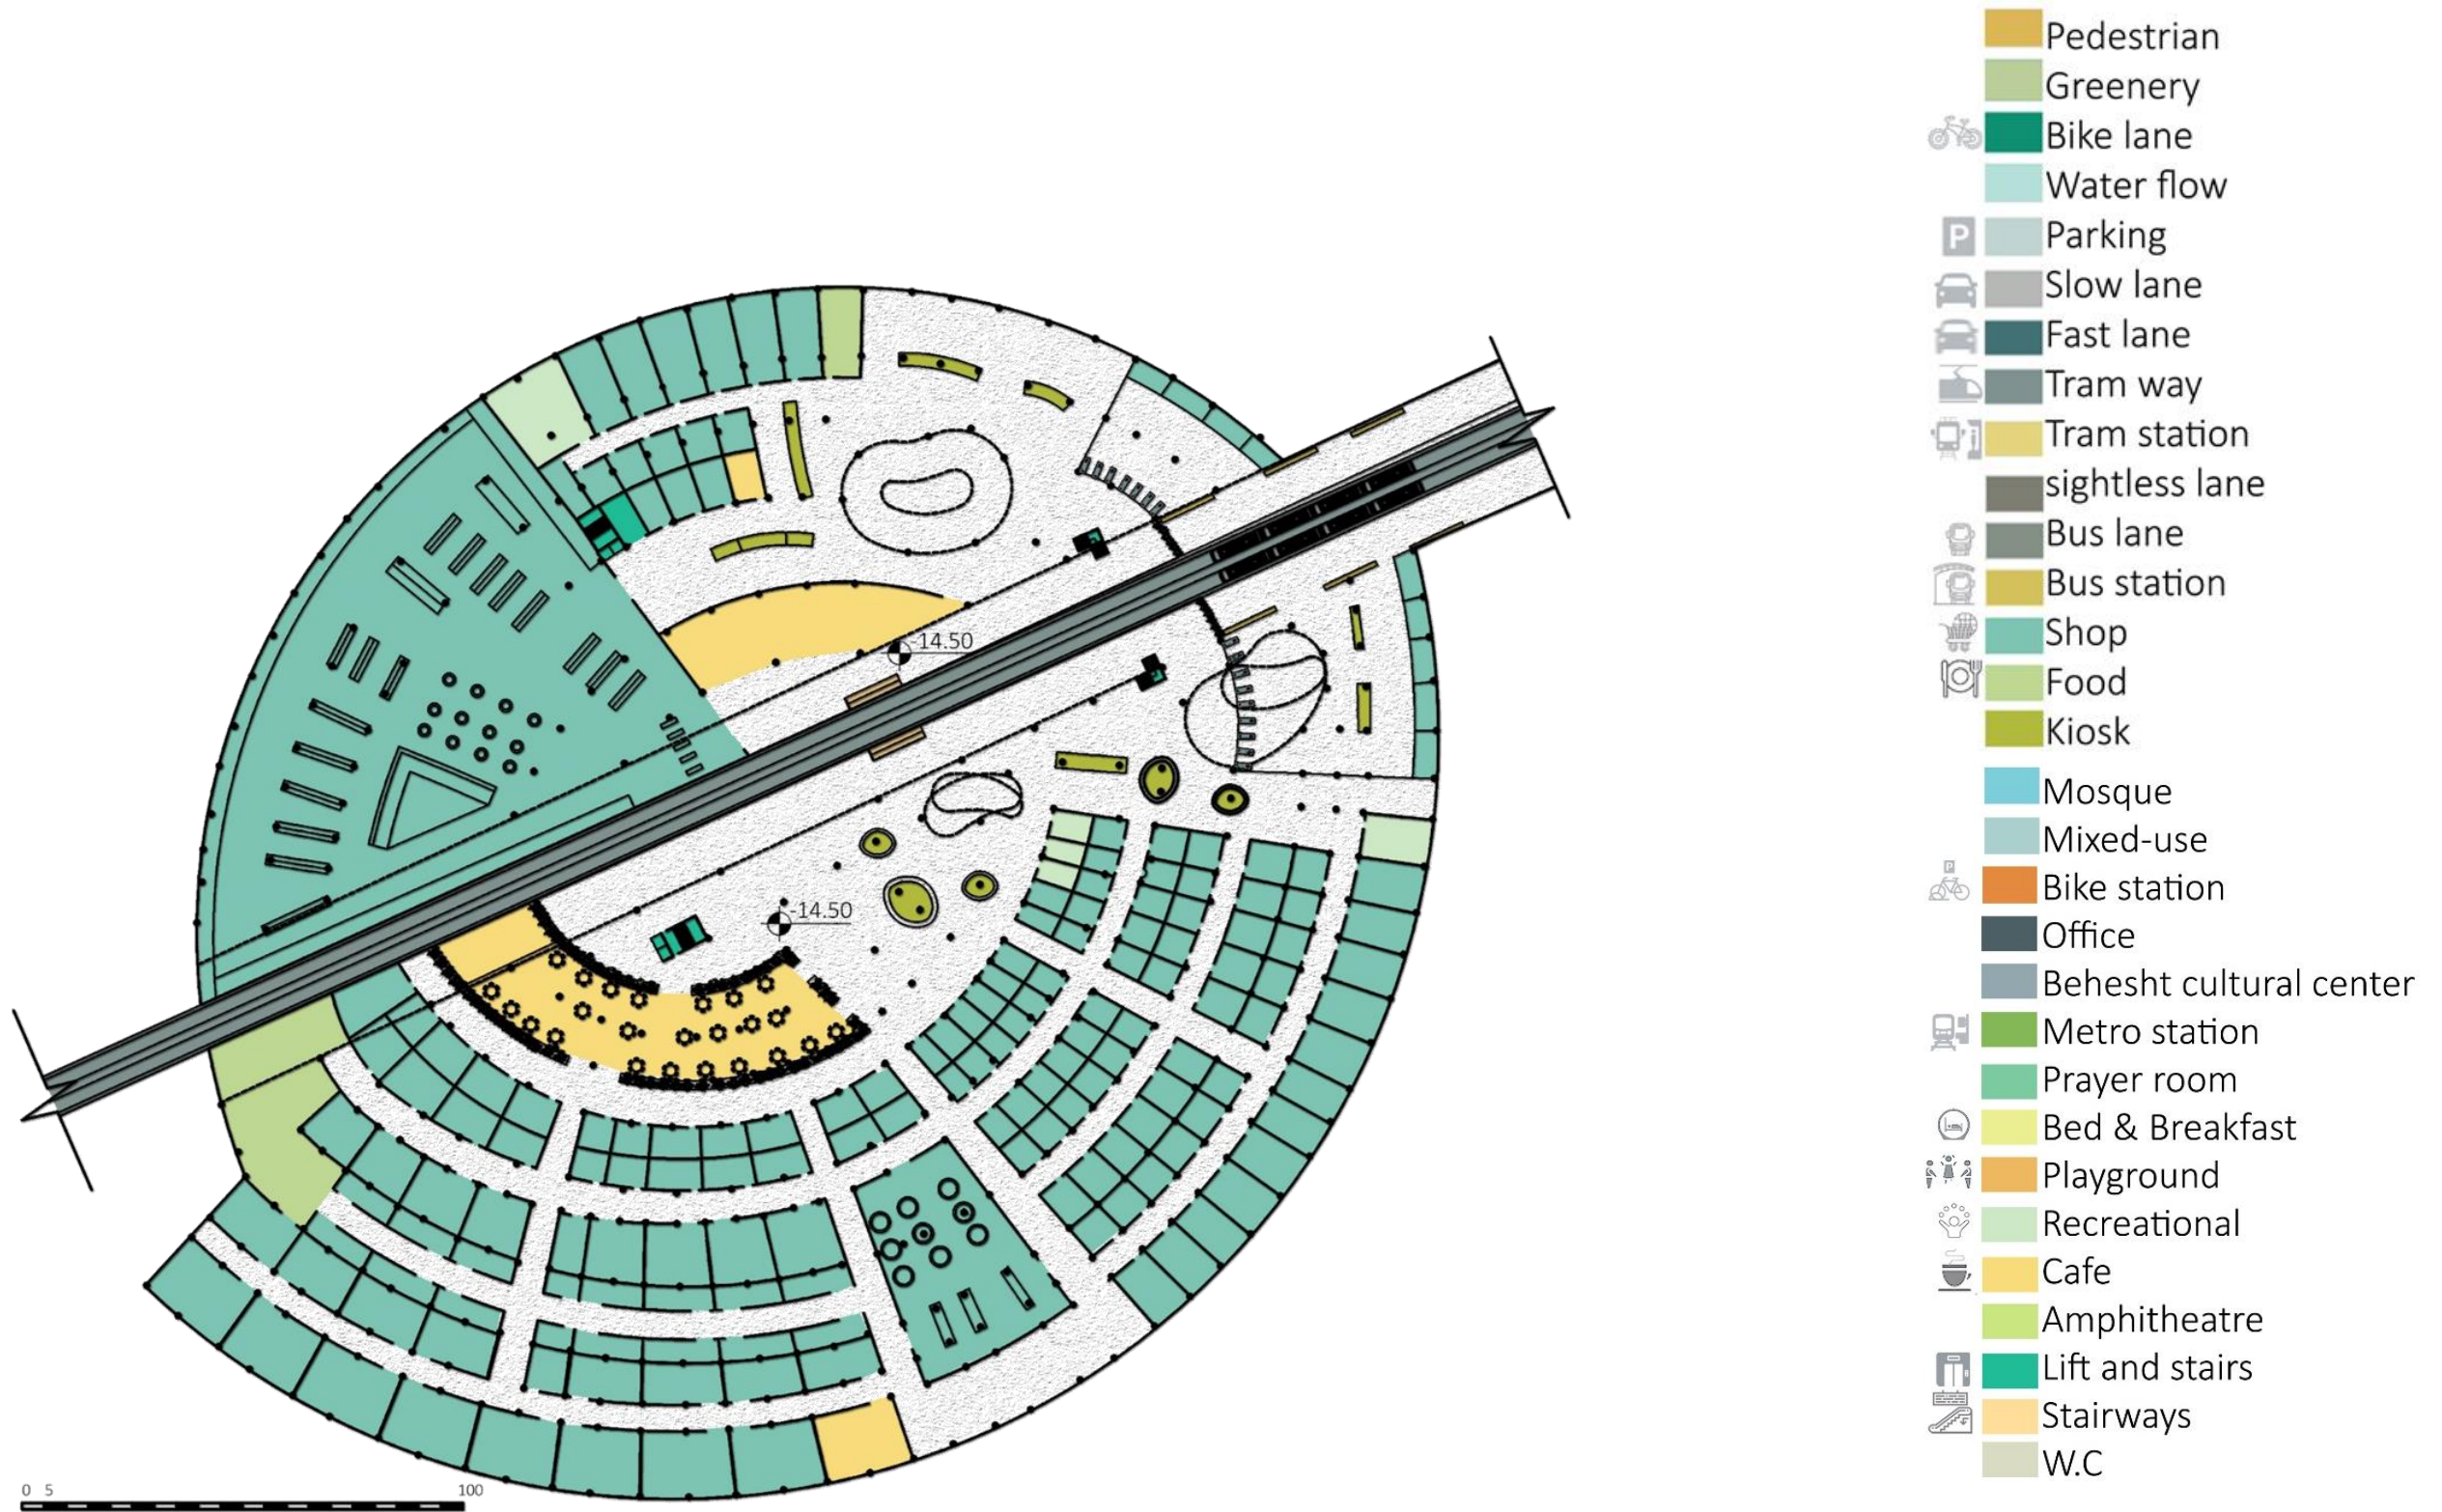 Pedestrian
Greenery
Bike lane
Water flow
P Parking
Slow lane
Fast lane
Tram way
Tram station
sightless lane
Bus lane
Bus station
Shop
Food
Kiosk
Mosque
Mixed-use
P Bike station
Office
Behesht cultural center
Metro station
Prayer room
Bed & Breakfast
Playground
Recreational
Cafe
Amphitheatre
Lift and stairs
Stairways
W.C
-14.50
-14.50
0 5 100